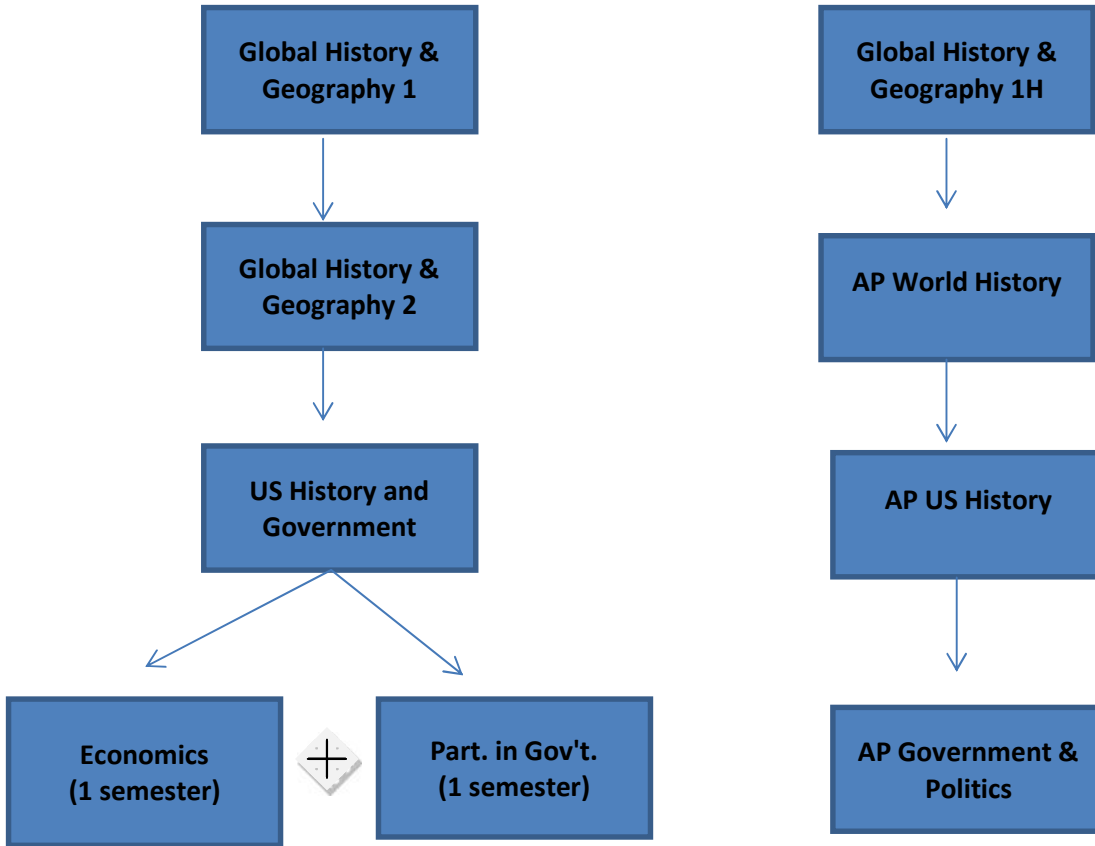 Global History &
Geography 1
Global History &
Geography 1H
Global History &
Geography 2
AP World History
US History and
Government
AP US History
Economics
(1 semester)
Part. in Gov't.
(1 semester)
AP Government &
Politics